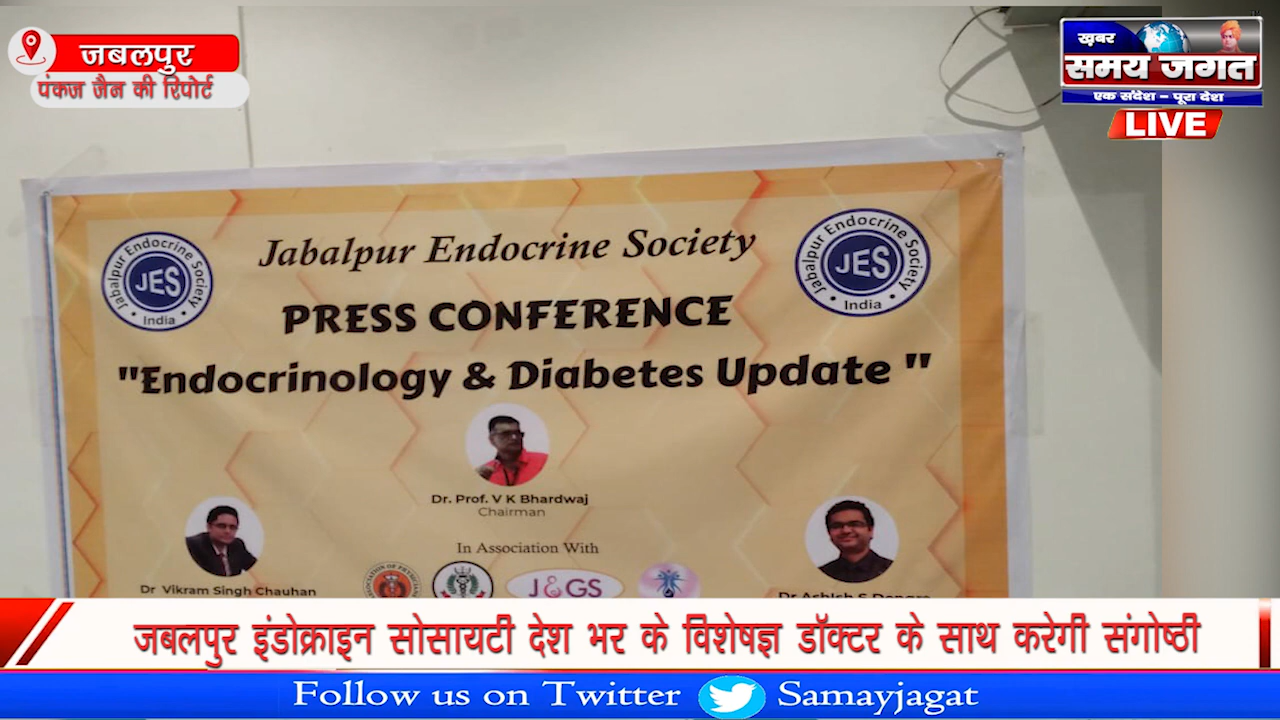 जबलपुर
पंकज जैन की रिपोर्ट
ख़बर
समय जगत
एक संदेश - पूरा देश
LIVE
Jabalpur Endocrine Society
JES
India
Jabalpur Endocrine Society
Jabalpur Endocrine Society
JES
India
PRESS CONFERENCE
"Endocrinology & Diabetes Update "
Dr. Prof. V K Bhardwaj
Chairman
In Association With
J&GS
Dr Vikram Singh Chauhan
जबलपुर इंडोक्राइन सोसायटी देश भर के विशेषज्ञ डॉक्टर के साथ करेगी संगोष्ठी
Follow us on Twitter Samayjagat